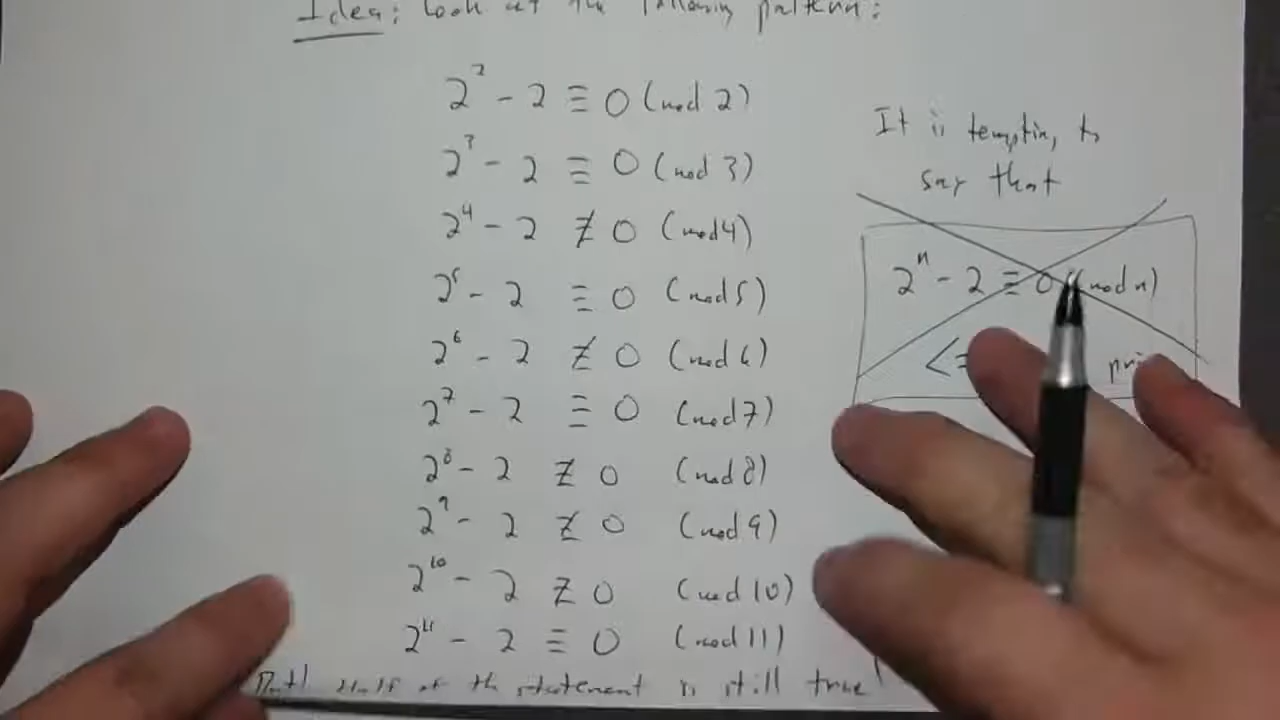 Idea: Look at the following pattern:
2² - 2 ≡ 0 (mod 2)
2³ - 2 ≡ 0 (mod 3)
2⁴ - 2 ≢ 0 (mod 4)
2⁵ - 2 ≡ 0 (mod 5)
2⁶ - 2 ≢ 0 (mod 6)
2⁷ - 2 ≡ 0 (mod 7)
2⁸ - 2 ≢ 0 (mod 8)
2⁹ - 2 ≢ 0 (mod 9)
2¹⁰ - 2 ≢ 0 (mod 10)
2¹¹ - 2 ≡ 0 (mod 11)
It is tempting to
say that
2ⁿ - 2 ≡ 0 (mod n)
Half of the statement is still true!